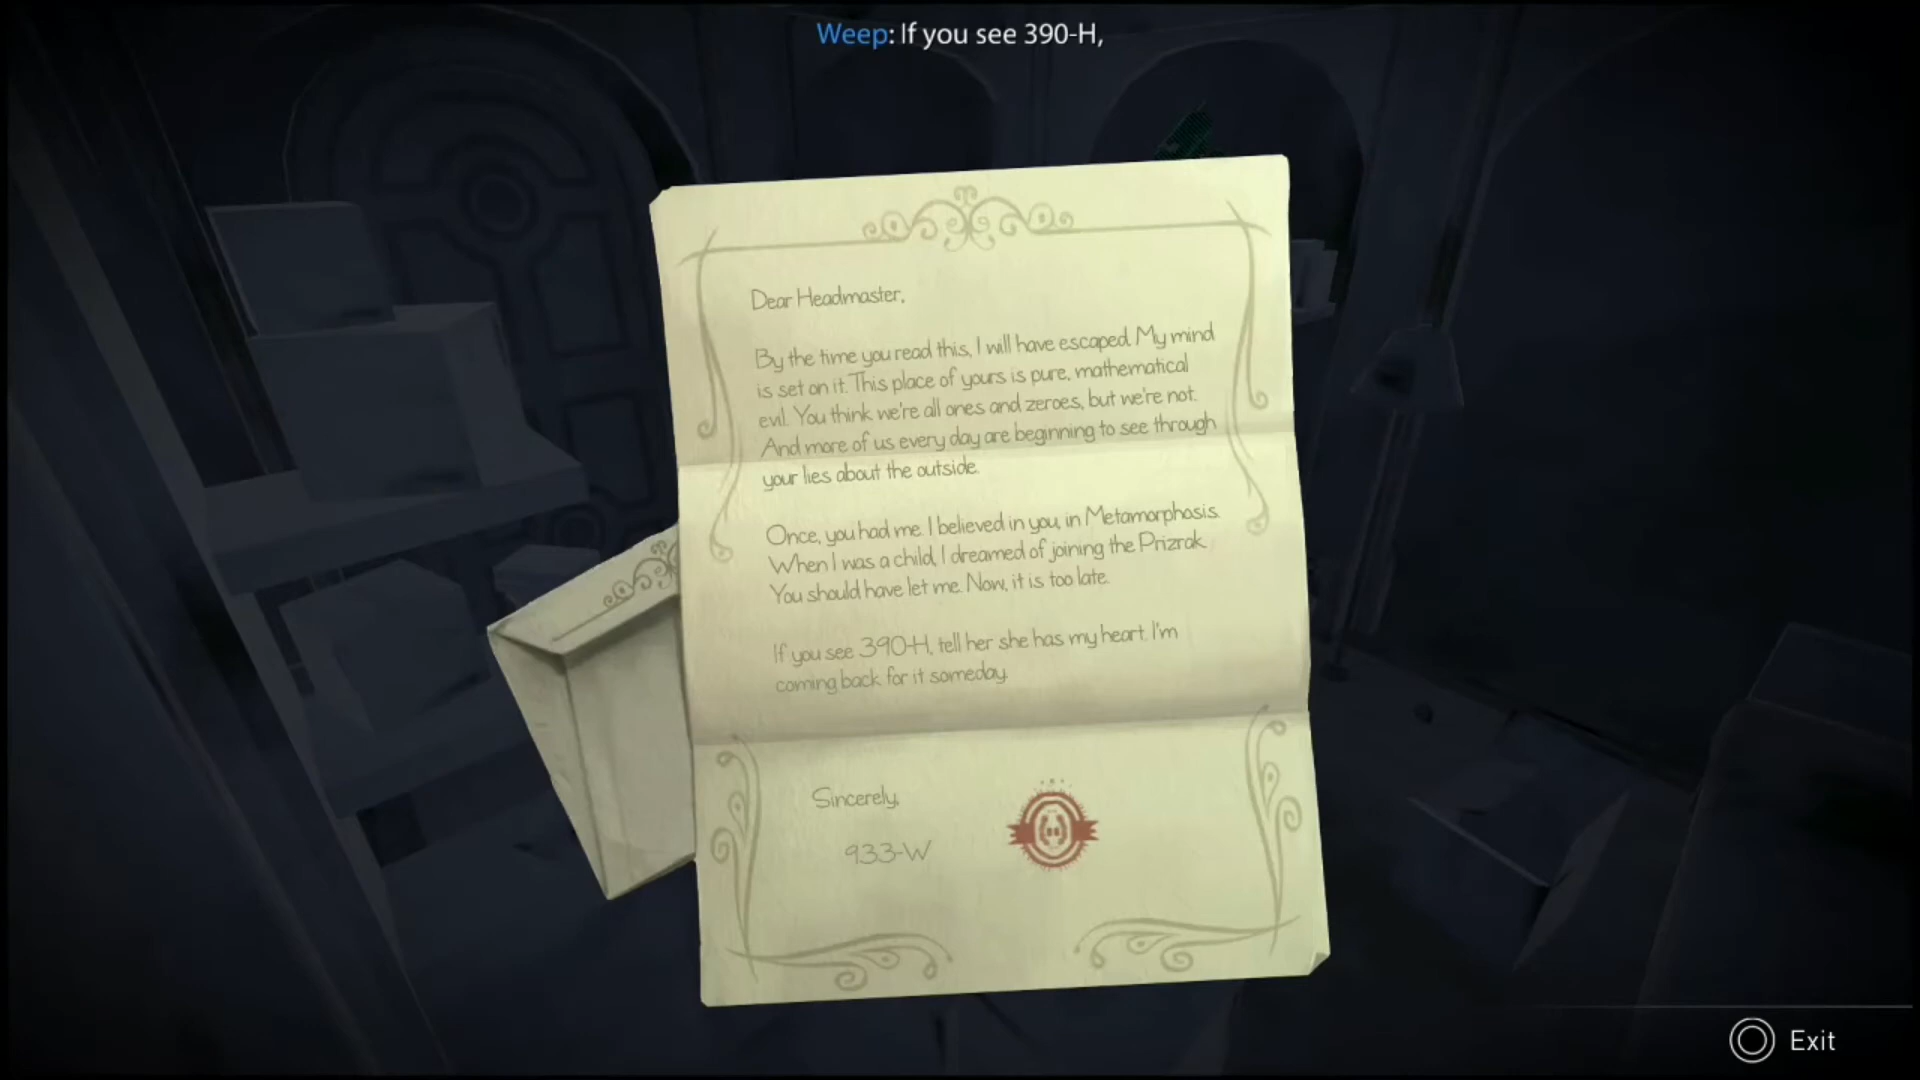 Weep: If you see 390-H,
Dear Headmaster,
By the time you read this, I will have escaped. My mind
is set on it. This place of yours is pure, mathematical
evil. You think we're all ones and zeroes, but we're not.
And more of us every day are beginning to see through
your lies about the outside.
Once, you had me. I believed in you, in Metamorphosis.
When I was a child, I dreamed of joining the Prizrak.
You should have let me. Now, it is too late.
If you see 390-H, tell her she has my heart. I'm
coming back for it someday.
Sincerely,
933-W
Exit